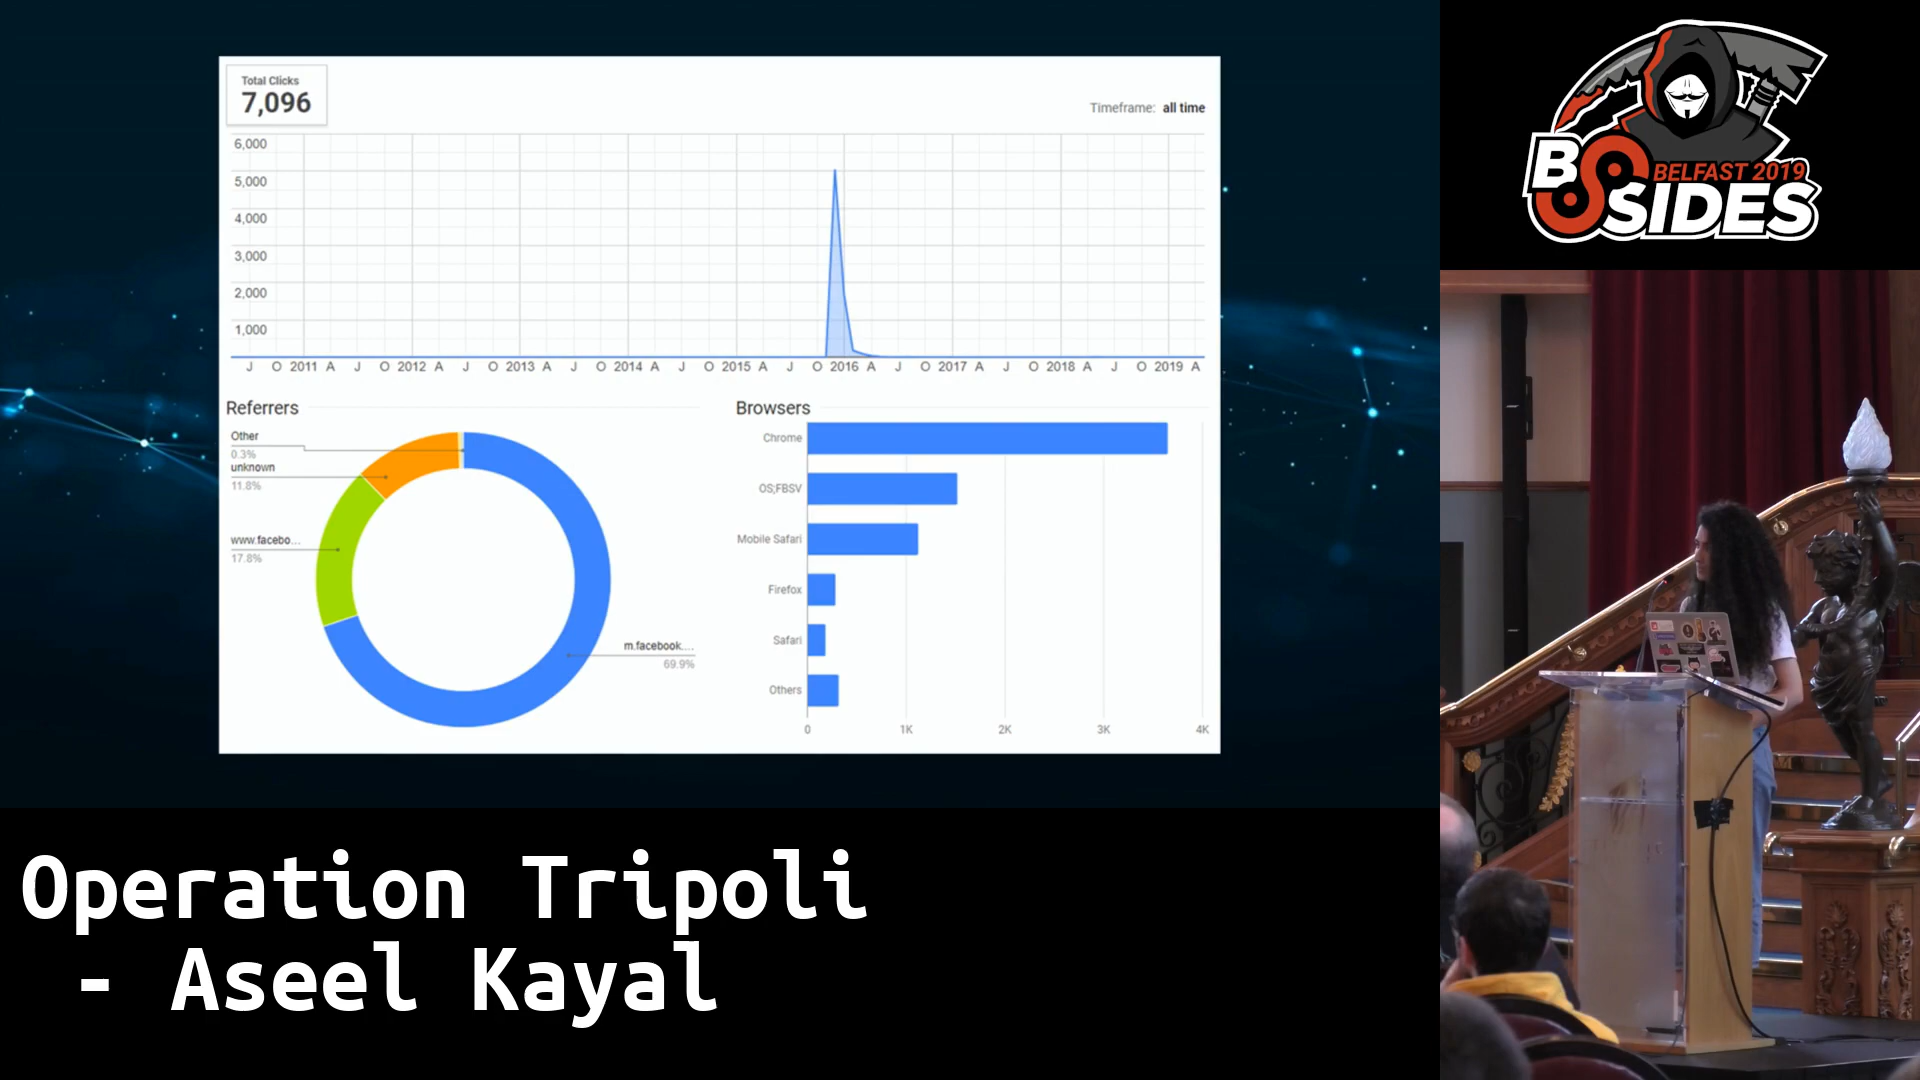 Total Clicks
7,096
Timeframe: all time
6,000
5,000
4,000
3,000
2,000
1,000
J O 2011 A J O 2012 A J O 2013 A J O 2014 A J O 2015 A J O 2016 A J O 2017 A J O 2018 A J O 2019 A
Referrers
Other
0.3%
unknown
11.8%
www.facebo...
17.8%
m.facebook....
69.9%
Browsers
Chrome
OS;FBSV
Mobile Safari
Firefox
Safari
Others
0 1K 2K 3K 4K
BSIDES
BELFAST 2019
Operation Tripoli
- Aseel Kayal